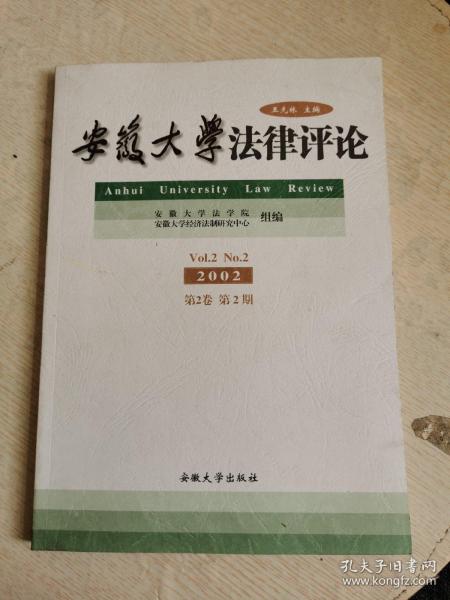 王先林 主编
安徽大學法律评论
Anhui University Law Review
安徽大学法学院
安徽大学经济法制研究中心
组编
Vol.2 No.2
2002
第2卷 第2期
安徽大学出版社
孔夫子旧书网
www.kongfz.com